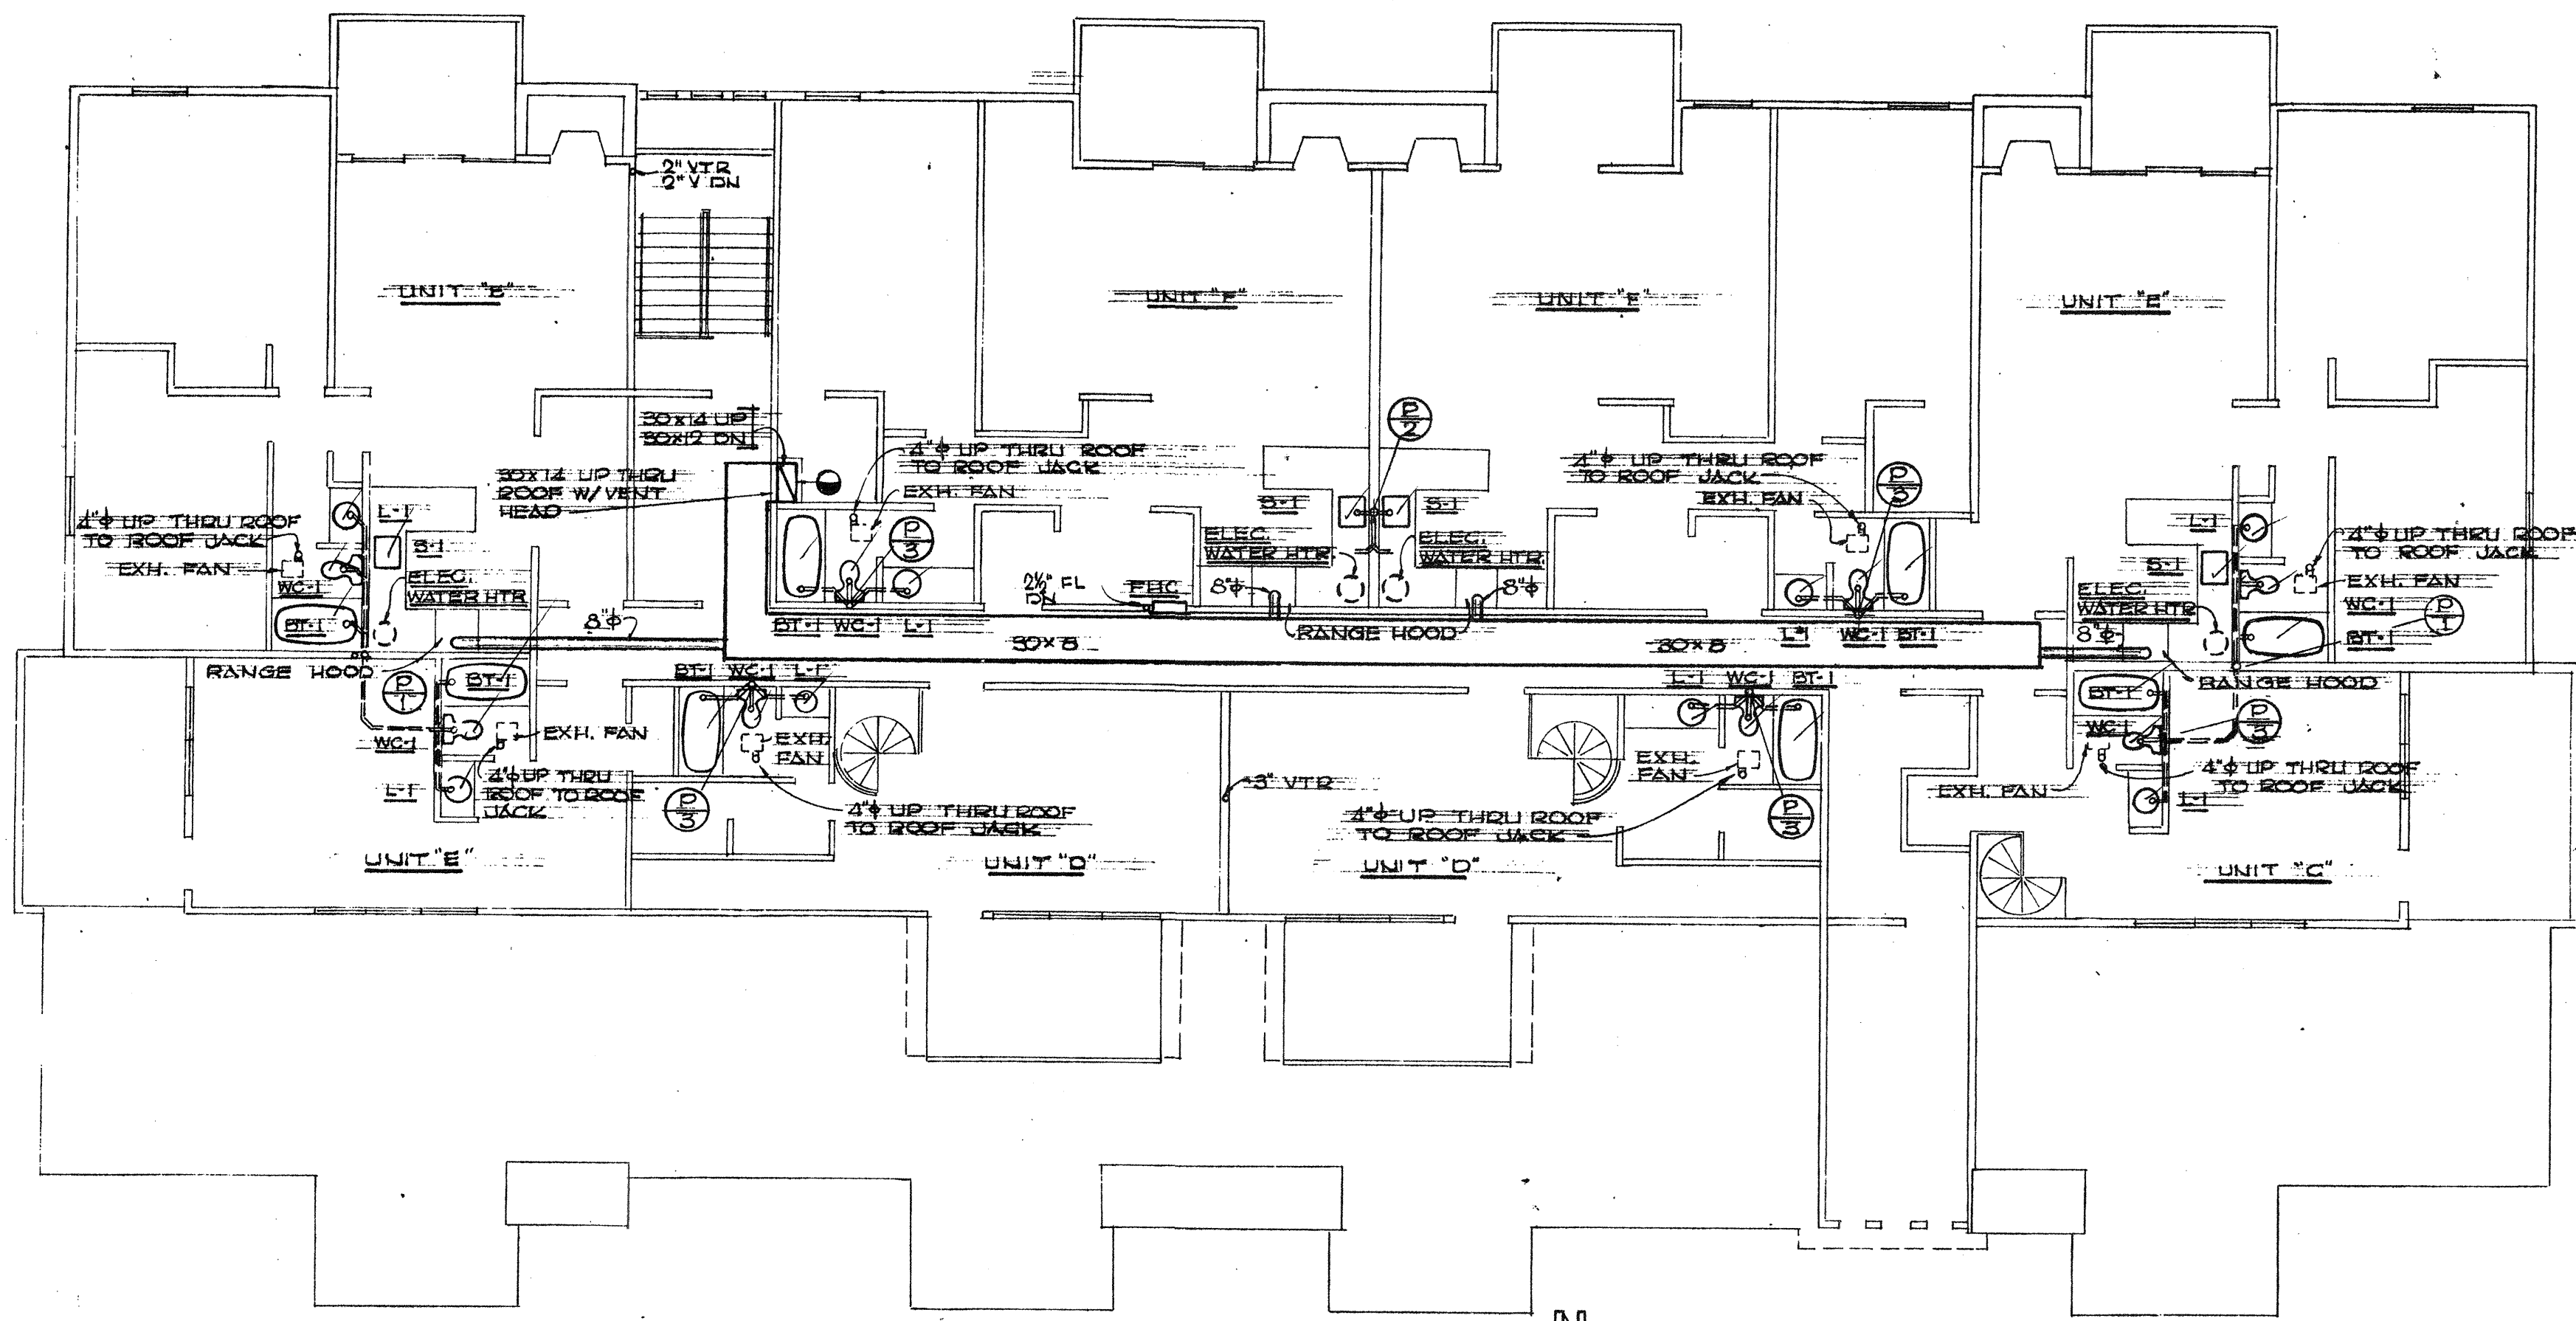 2" VTR
2" V DN
UNIT "E"
UNIT "F"
UNIT "F"
UNIT "E"
30x14 UP
30x12 DN
30x14 UP THRU
ROOF W/ VENT
HEAD
4"ϕ UP THRU ROOF
TO ROOF JACK
EXH. FAN
P
2
4"ϕ UP THRU ROOF
TO ROOF JACK
EXH. FAN
P
3
4"ϕ UP THRU ROOF
TO ROOF JACK
EXH. FAN
L-1
S-1
WC-1
BT-1
ELEC.
WATER HTR
8"ϕ
P
3
S-1
S-1
ELEC.
WATER HTR.
ELEC.
WATER HTR.
2½" FL
DN
FHC
8"ϕ
8"ϕ
L-1
S-1
ELEC.
WATER HTR
8"ϕ
4"ϕ UP THRU ROOF
TO ROOF JACK
EXH. FAN
WC-1
P
1
BT-1
BT-1 WC-1 L-1
30x8
RANGE HOOD
30x8
L-1 WC-1 BT-1
RANGE HOOD
P
1
BT-1
BT-1 WC-1 L-1
L-1 WC-1 BT-1
RANGE HOOD
BT-1
WC-1
P
3
WC-1
EXH. FAN
4"ϕ UP THRU
ROOF TO ROOF
JACK
L-1
EXH.
FAN
P
3
4"ϕ UP THRU ROOF
TO ROOF JACK
3" VTR
EXH.
FAN
4"ϕ UP THRU ROOF
TO ROOF JACK
P
3
EXH. FAN
4"ϕ UP THRU ROOF
TO ROOF JACK
L-1
UNIT "E"
UNIT "D"
UNIT "D"
UNIT "C"